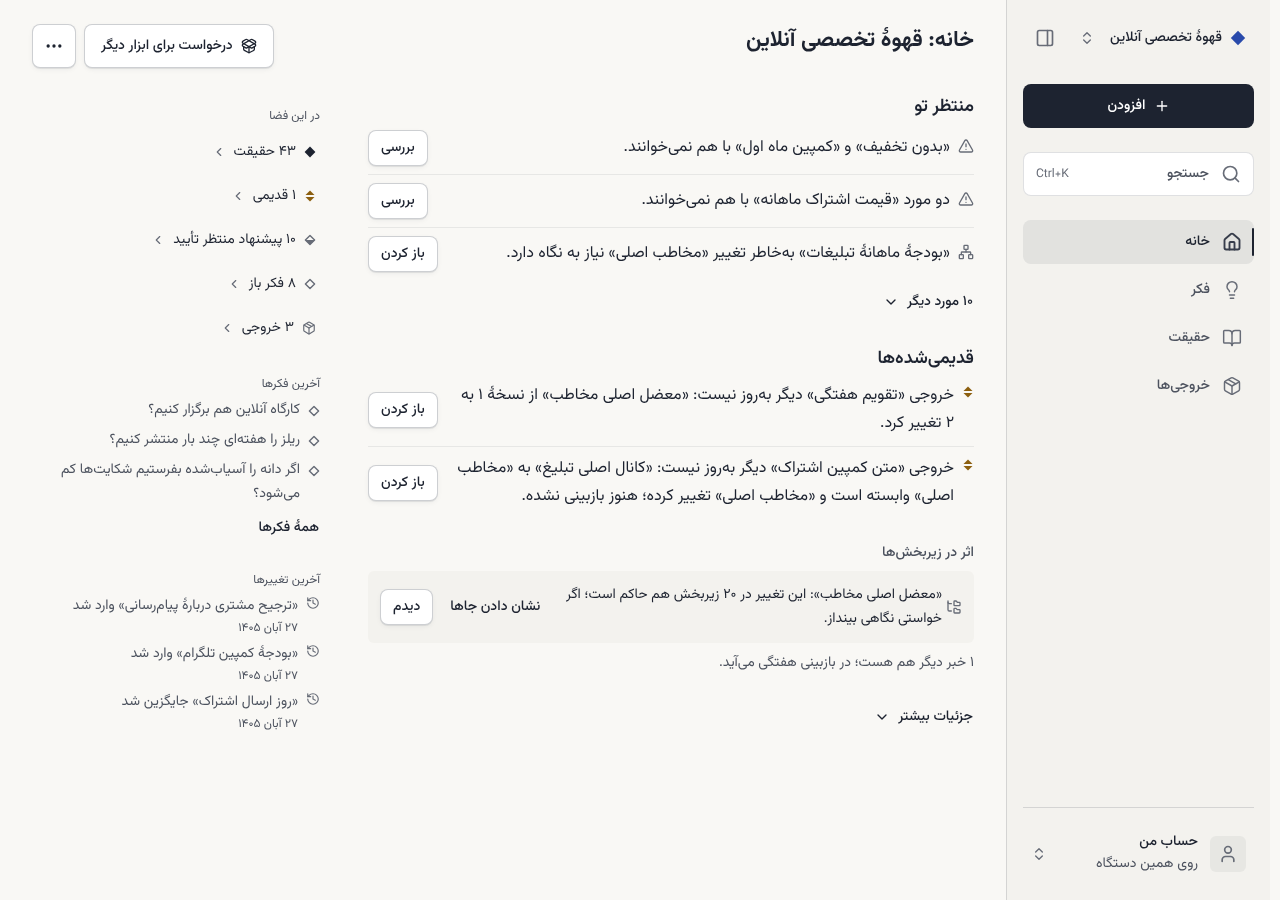 قهوهٔ تخصصی آنلاین
افزودن
جستجو
Ctrl+K
خانه
فکر
حقیقت
خروجی‌ها
حساب من
روی همین دستگاه
خانه: قهوهٔ تخصصی آنلاین
درخواست برای ابزار دیگر
منتظر تو
«بدون تخفیف» و «کمپین ماه اول» با هم نمی‌خوانند.
بررسی
دو مورد «قیمت اشتراک ماهانه» با هم نمی‌خوانند.
بررسی
«بودجهٔ ماهانهٔ تبلیغات» به‌خاطر تغییر «مخاطب اصلی» نیاز به نگاه دارد.
باز کردن
۱۰ مورد دیگر
قدیمی‌شده‌ها
خروجی «تقویم هفتگی» دیگر به‌روز نیست: «معضل اصلی مخاطب» از نسخهٔ ۱ به
۲ تغییر کرد.
باز کردن
خروجی «متن کمپین اشتراک» دیگر به‌روز نیست: «کانال اصلی تبلیغ» به «مخاطب
اصلی» وابسته است و «مخاطب اصلی» تغییر کرده؛ هنوز بازبینی نشده.
باز کردن
اثر در زیربخش‌ها
«معضل اصلی مخاطب»: این تغییر در ۲۰ زیربخش هم حاکم است؛ اگر
خواستی نگاهی بینداز.
نشان دادن جاها
دیدم
۱ خبر دیگر هم هست؛ در بازبینی هفتگی می‌آید.
جزئیات بیشتر
در این فضا
۴۳ حقیقت
۱ قدیمی
۱۰ پیشنهاد منتظر تأیید
۸ فکر باز
۳ خروجی
آخرین فکرها
کارگاه آنلاین هم برگزار کنیم؟
ریلز را هفته‌ای چند بار منتشر کنیم؟
اگر دانه را آسیاب‌شده بفرستیم شکایت‌ها کم
می‌شود؟
همهٔ فکرها
آخرین تغییرها
«ترجیح مشتری دربارهٔ پیام‌رسانی» وارد شد
۲۷ آبان ۱۴۰۵
«بودجهٔ کمپین تلگرام» وارد شد
۲۷ آبان ۱۴۰۵
«روز ارسال اشتراک» جایگزین شد
۲۷ آبان ۱۴۰۵